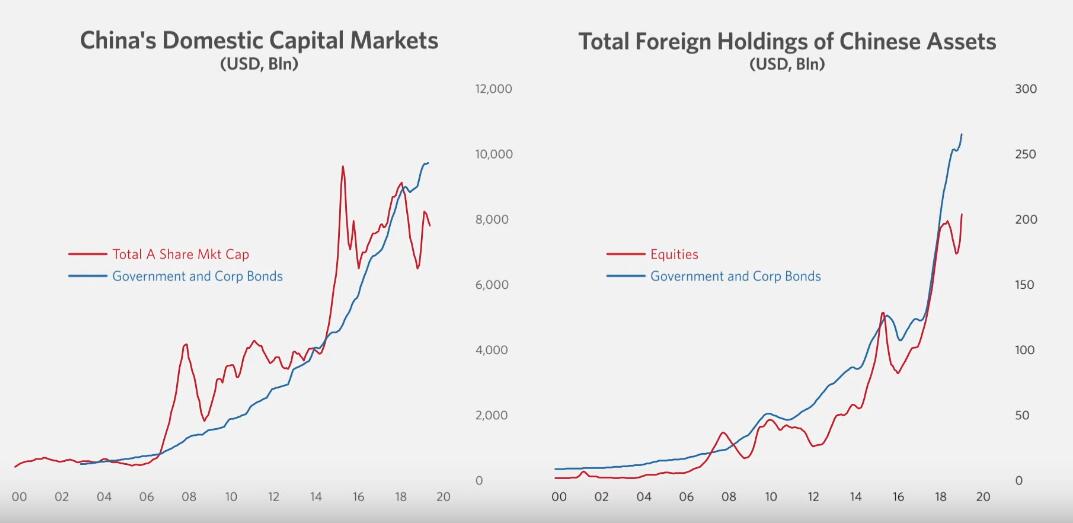 China's Domestic Capital Markets
(USD, Bln)
12,000
10,000
8,000
6,000
4,000
2,000
0
Total A Share Mkt Cap
Government and Corp Bonds
00 02 04 06 08 10 12 14 16 18 20
Total Foreign Holdings of Chinese Assets
(USD, Bln)
300
250
200
150
100
50
0
Equities
Government and Corp Bonds
00 02 04 06 08 10 12 14 16 18 20